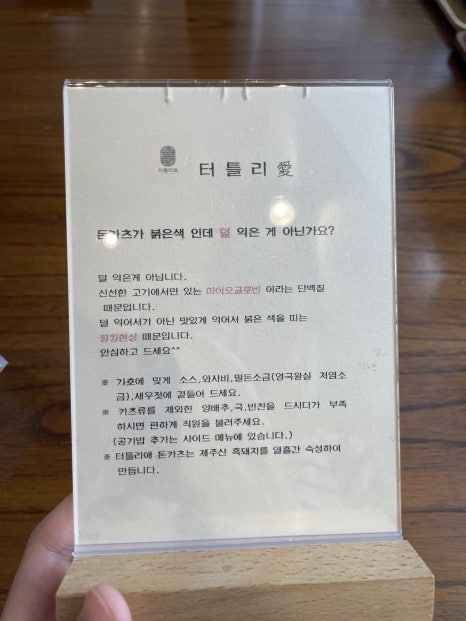 터틀리愛
터 틀 리 愛
돈카츠가 붉은색 인데 덜 익은 게 아닌가요?
덜 익은게 아닙니다.
신선한 고기에서만 있는 마이오글로빈 이라는 단백질
때문입니다.
덜 익어서가 아닌 맛있게 익어서 붉은 색을 띄는
핑킹현상 때문입니다.
안심하고 드세요^^
※ 기호에 맞게 소스,와사비,말돈소금(영국왕실 저염소
금),새우젓에 곁들어 드세요.
※ 카츠류를 제외한 양배추,국,반찬을 드시다가 부족
하시면 편하게 직원을 불러주세요.
(공기밥 추가는 사이드 메뉴에 있습니다.)
※ 터틀리애 돈카츠는 제주산 흑돼지를 열흘간 숙성하여
만듭니다.